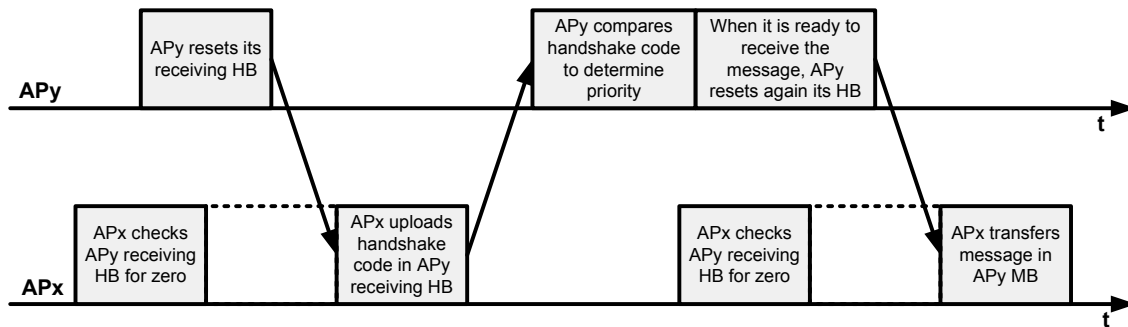 APy resets its
receiving HB
APy compares
handshake code
to determine
priority
When it is ready to
receive the
message, APy
resets again its HB
APy
t
APx checks
APy receiving
HB for zero
APx uploads
handshake
code in APy
receiving HB
APx checks
APy receiving
HB for zero
APx transfers
message in
APy MB
APx
t